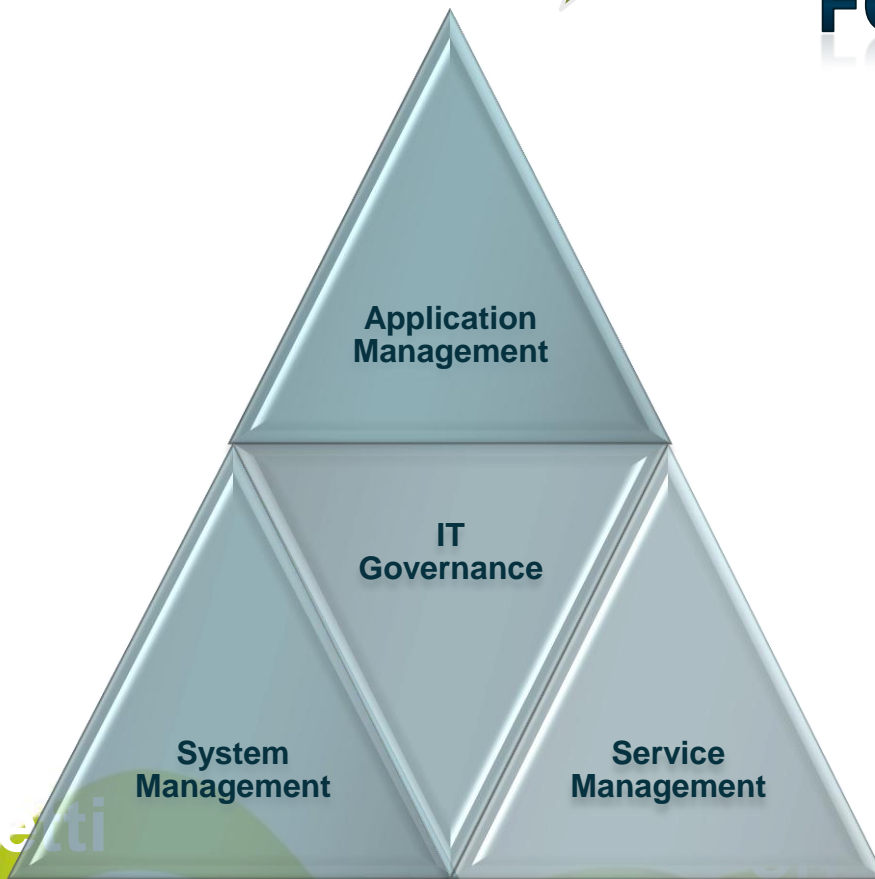 Application
Management
IT
Governance
System
Management
Service
Management